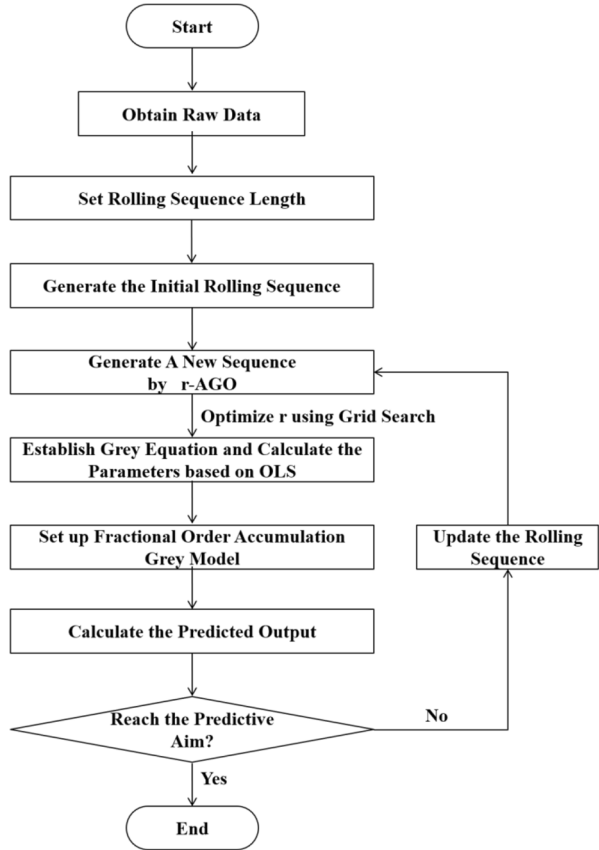 Start
Obtain Raw Data
Set Rolling Sequence Length
Generate the Initial Rolling Sequence
Generate A New Sequence
by r-AGO
Optimize r using Grid Search
Establish Grey Equation and Calculate the
Parameters based on OLS
Set up Fractional Order Accumulation
Grey Model
Update the Rolling
Sequence
Calculate the Predicted Output
Reach the Predictive
Aim?
No
Yes
End